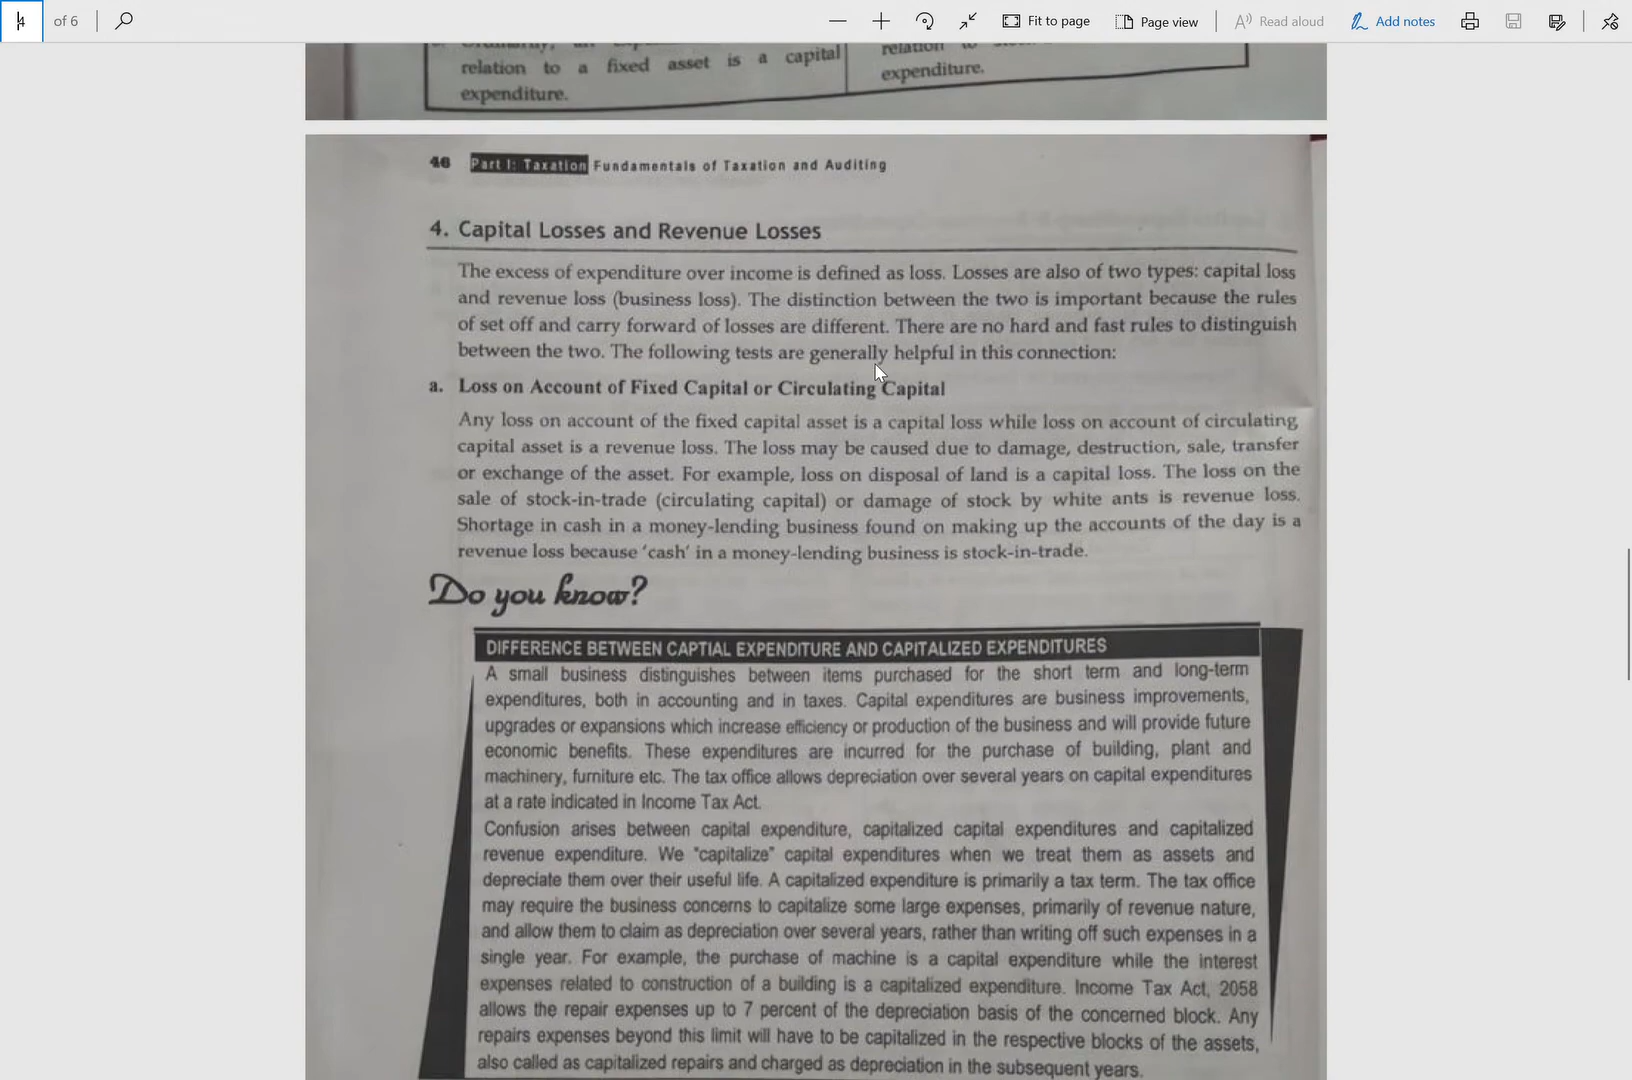 4 of 6
Fit to page
Page view
Read aloud
Add notes
relation to a fixed asset is a capital
expenditure.
relation
expenditure.
46 Part I: Taxation Fundamentals of Taxation and Auditing
4. Capital Losses and Revenue Losses
The excess of expenditure over income is defined as loss. Losses are also of two types: capital loss
and revenue loss (business loss). The distinction between the two is important because the rules
of set off and carry forward of losses are different. There are no hard and fast rules to distinguish
between the two. The following tests are generally helpful in this connection:
a. Loss on Account of Fixed Capital or Circulating Capital
Any loss on account of the fixed capital asset is a capital loss while loss on account of circulating
capital asset is a revenue loss. The loss may be caused due to damage, destruction, sale, transfer
or exchange of the asset. For example, loss on disposal of land is a capital loss. The loss on the
sale of stock-in-trade (circulating capital) or damage of stock by white ants is revenue loss.
Shortage in cash in a money-lending business found on making up the accounts of the day is a
revenue loss because 'cash' in a money-lending business is stock-in-trade.
Do you know?
DIFFERENCE BETWEEN CAPTIAL EXPENDITURE AND CAPITALIZED EXPENDITURES
A small business distinguishes between items purchased for the short term and long-term
expenditures, both in accounting and in taxes. Capital expenditures are business improvements,
upgrades or expansions which increase efficiency or production of the business and will provide future
economic benefits. These expenditures are incurred for the purchase of building, plant and
machinery, furniture etc. The tax office allows depreciation over several years on capital expenditures
at a rate indicated in Income Tax Act.
Confusion arises between capital expenditure, capitalized capital expenditures and capitalized
revenue expenditure. We "capitalize" capital expenditures when we treat them as assets and
depreciate them over their useful life. A capitalized expenditure is primarily a tax term. The tax office
may require the business concerns to capitalize some large expenses, primarily of revenue nature,
and allow them to claim as depreciation over several years, rather than writing off such expenses in a
single year. For example, the purchase of machine is a capital expenditure while the interest
expenses related to construction of a building is a capitalized expenditure. Income Tax Act, 2058
allows the repair expenses up to 7 percent of the depreciation basis of the concerned block. Any
repairs expenses beyond this limit will have to be capitalized in the respective blocks of the assets,
also called as capitalized repairs and charged as depreciation in the subsequent years.